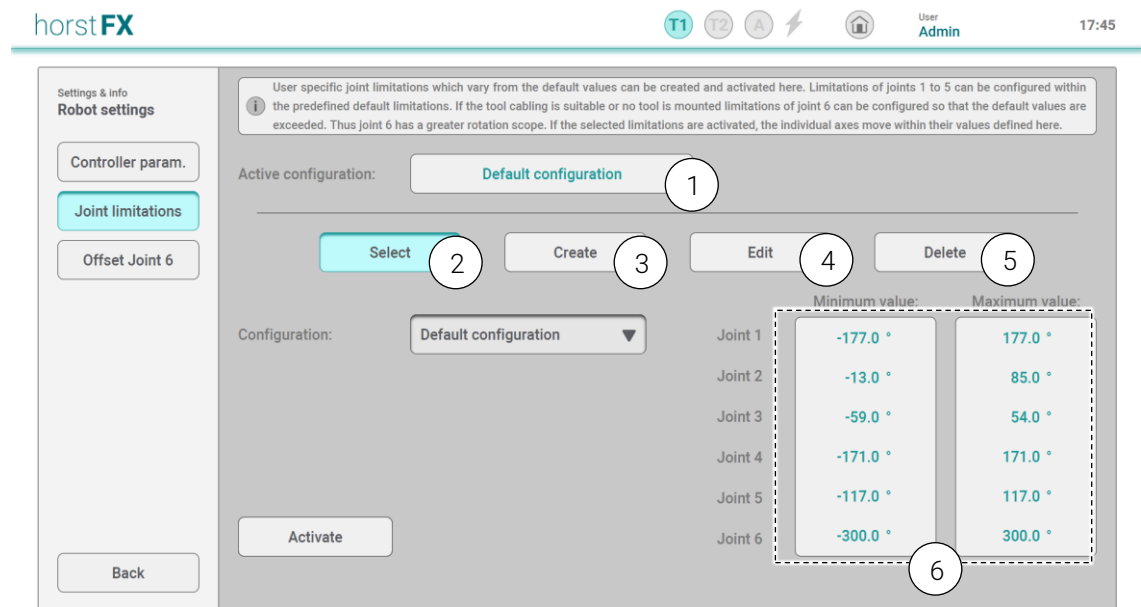 horstFX
T1 T2 A
User
Admin
17:45
Settings & info
Robot settings
Controller param.
Joint limitations
Offset Joint 6
Back
i
User specific joint limitations which vary from the default values can be created and activated here. Limitations of joints 1 to 5 can be configured within
the predefined default limitations. If the tool cabling is suitable or no tool is mounted limitations of joint 6 can be configured so that the default values are
exceeded. Thus joint 6 has a greater rotation scope. If the selected limitations are activated, the individual axes move within their values defined here.
Active configuration: Default configuration 1
Select 2 Create 3 Edit 4 Delete 5
Minimum value: Maximum value:
Configuration: Default configuration
Joint 1 -177.0 ° 177.0 °
Joint 2 -13.0 ° 85.0 °
Joint 3 -59.0 ° 54.0 °
Joint 4 -171.0 ° 171.0 °
Joint 5 -117.0 ° 117.0 °
Joint 6 -300.0 ° 300.0 °
Activate
6